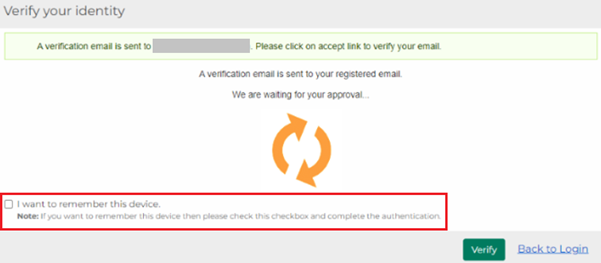 Verify your identity
A verification email is sent to . Please click on accept link to verify your email.
A verification email is sent to your registered email.
We are waiting for your approval...
I want to remember this device.
Note: If you want to remember this device then please check this checkbox and complete the authentication.
Verify Back to Login